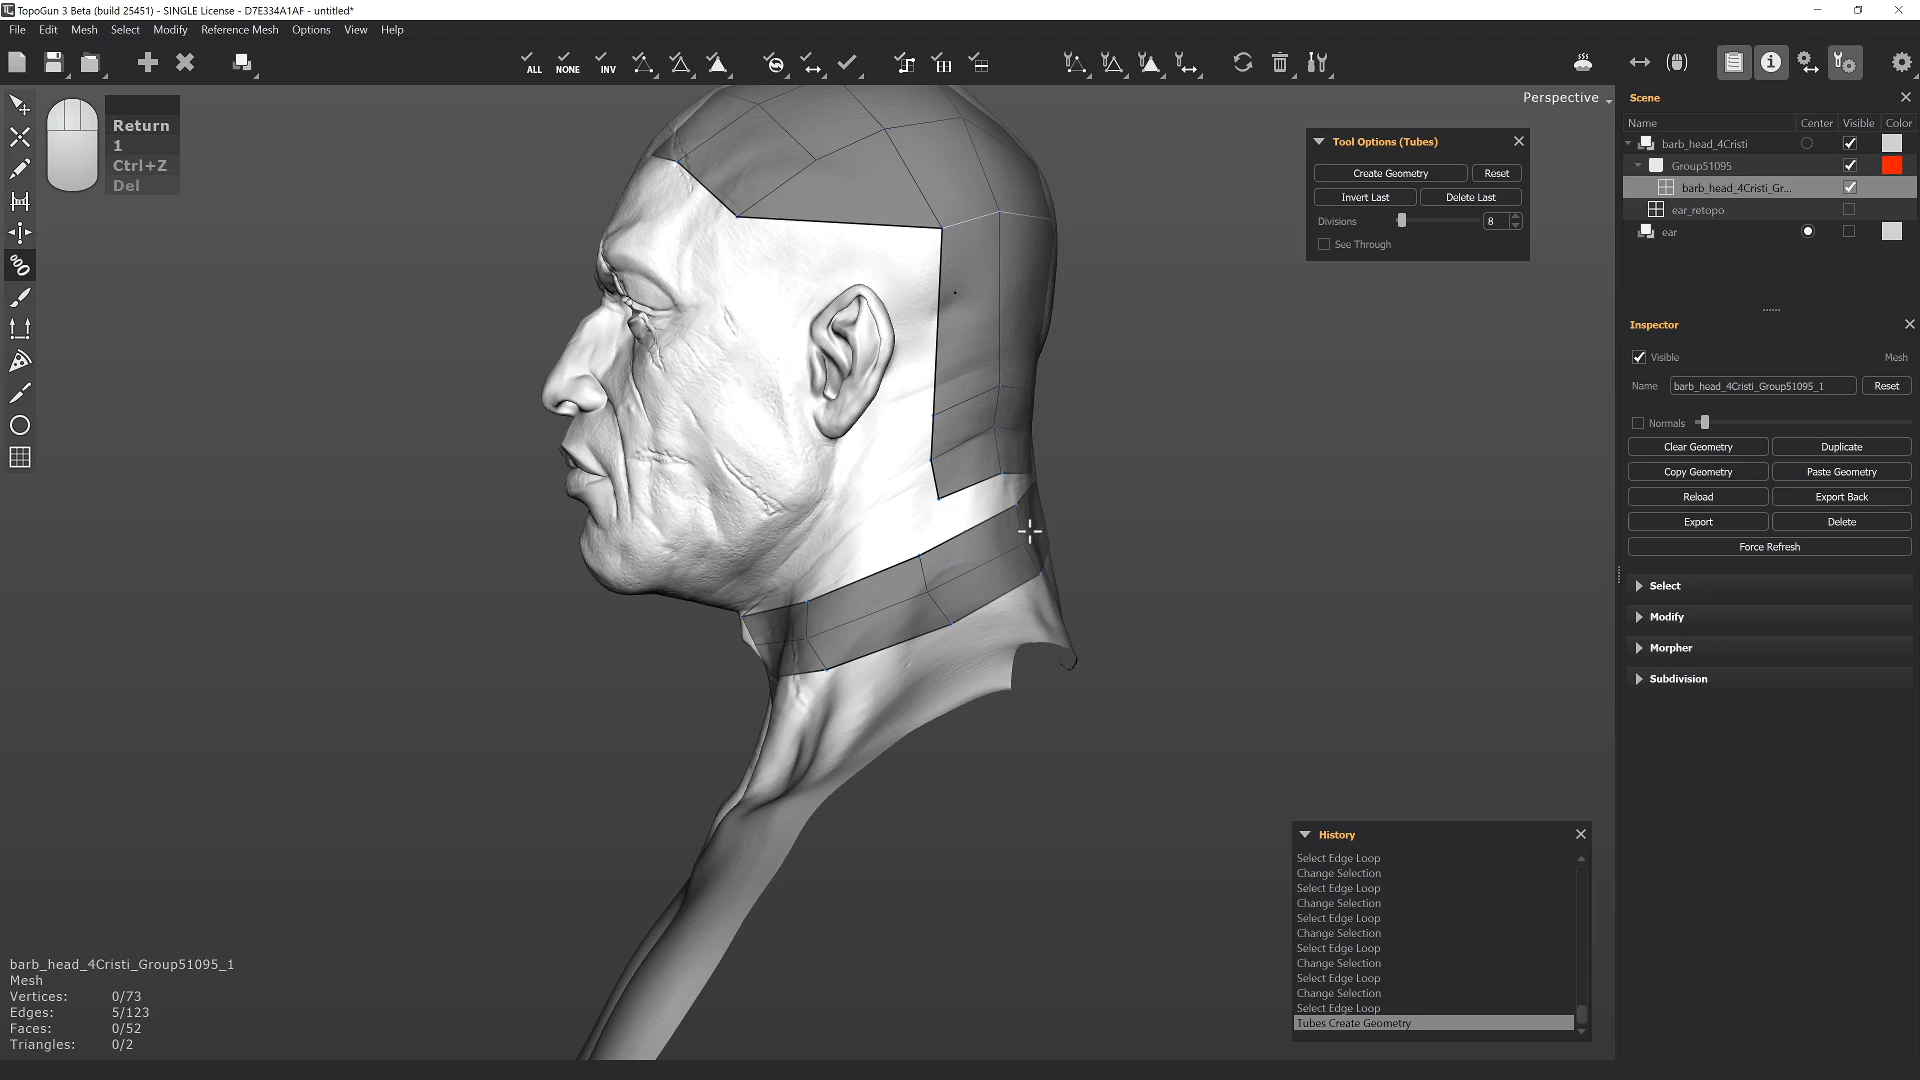 TopoGun 3 Beta (build 25451) - SINGLE License - D7E334A1AF - untitled*
File Edit Mesh Select Modify Reference Mesh Options View Help
ALL NONE INV
Return
1
Ctrl+Z
Del
Perspective
Tool Options (Tubes)
Create Geometry Reset
Invert Last Delete Last
Divisions 8
See Through
Scene
Name Center Visible Color
barb_head_4Cristi
Group51095
barb_head_4Cristi_Gr...
ear_retopo
ear
Inspector
Visible Mesh
Name barb_head_4Cristi_Group51095_1 Reset
Normals
Clear Geometry Duplicate
Copy Geometry Paste Geometry
Reload Export Back
Export Delete
Force Refresh
Select
Modify
Morpher
Subdivision
History
Select Edge Loop
Change Selection
Select Edge Loop
Change Selection
Select Edge Loop
Change Selection
Select Edge Loop
Change Selection
Select Edge Loop
Change Selection
Select Edge Loop
Tubes Create Geometry
barb_head_4Cristi_Group51095_1
Mesh
Vertices: 0/73
Edges: 5/123
Faces: 0/52
Triangles: 0/2